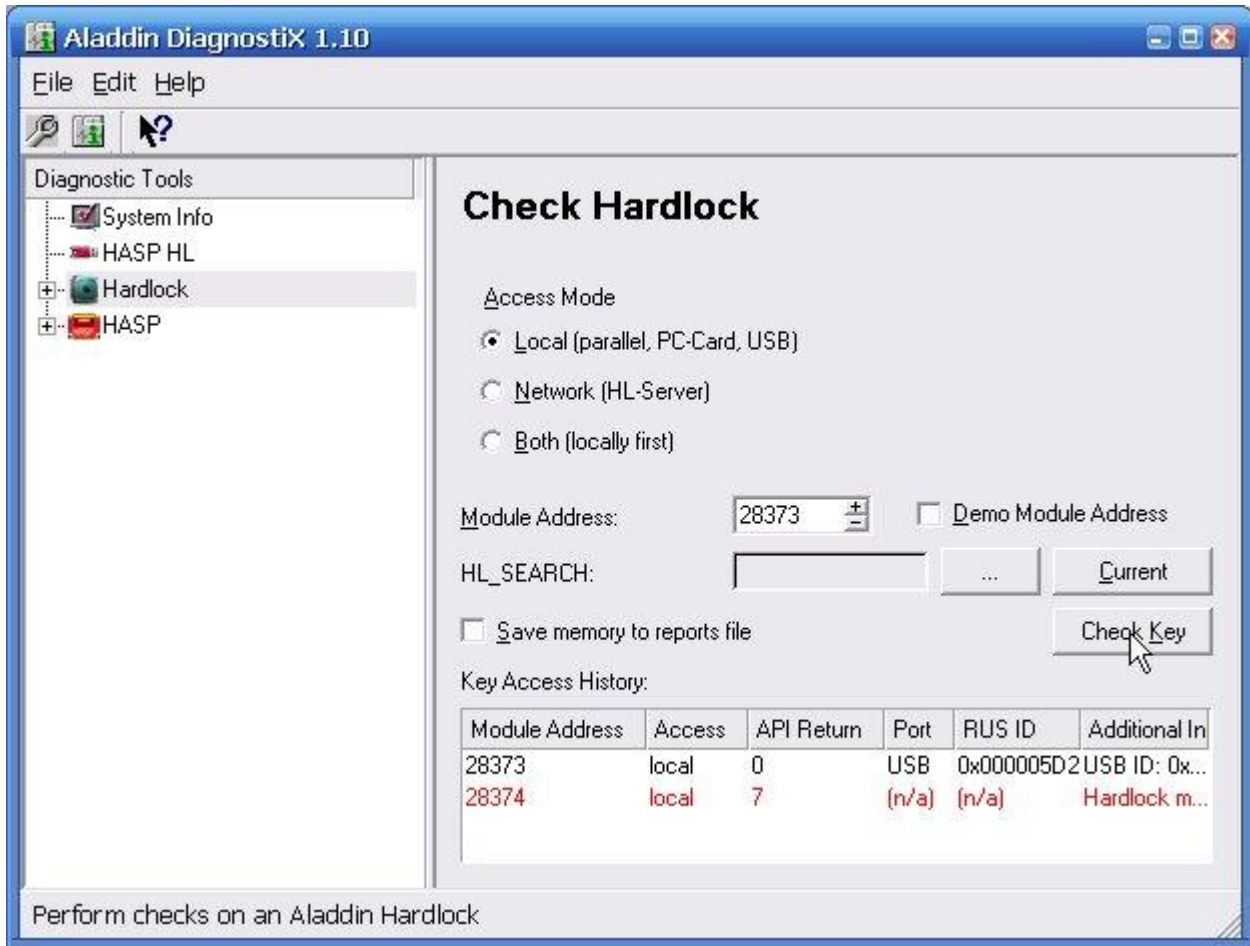 Aladdin DiagnostiX 1.10
File Edit Help
Diagnostic Tools
System Info
HASP HL
Hardlock
HASP
Check Hardlock
Access Mode
Local (parallel, PC-Card, USB)
Network (HL-Server)
Both (locally first)
Module Address: 28373 Demo Module Address
HL_SEARCH: ... Current
Save memory to reports file Check Key
Key Access History:
Module Address Access API Return Port RUS ID Additional In
28373 local 0 USB 0x000005D2 USB ID: 0x...
28374 local 7 (n/a) (n/a) Hardlock m...
Perform checks on an Aladdin Hardlock